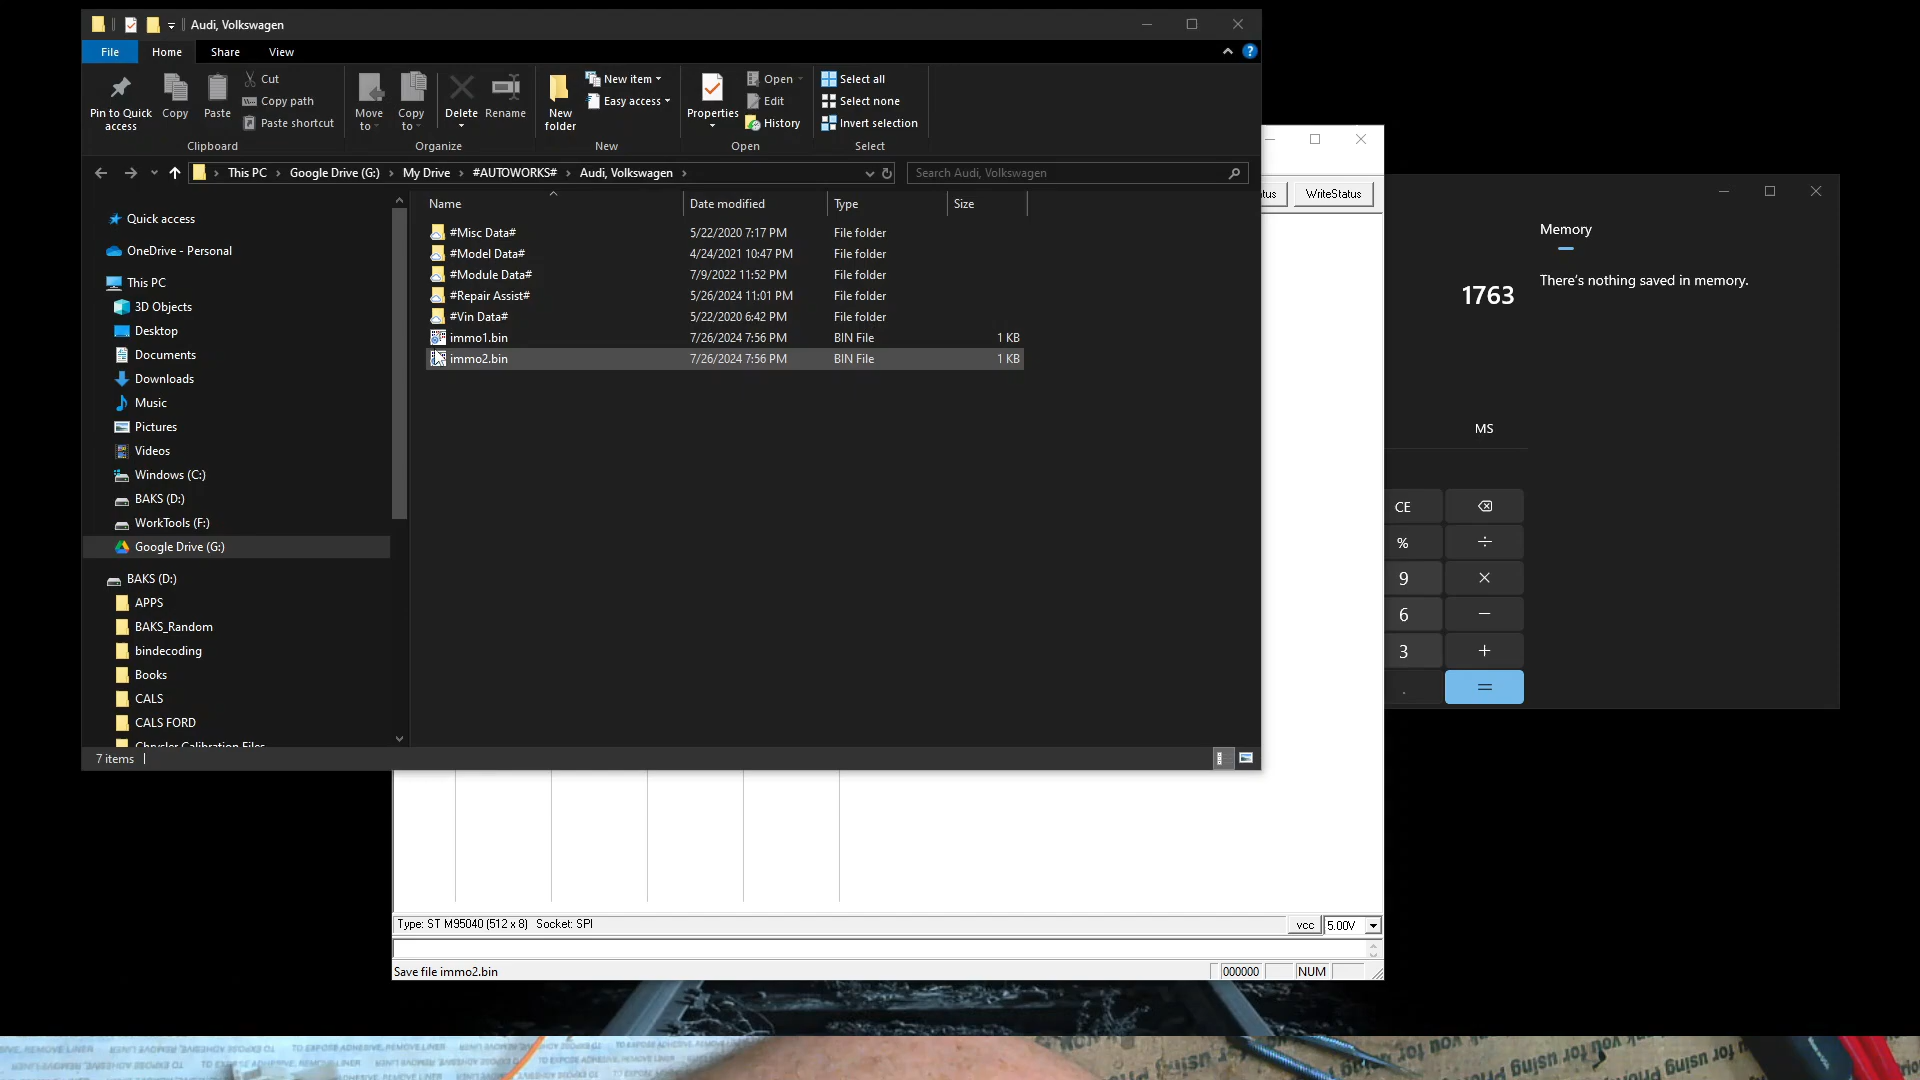 Audi, Volkswagen
File
Home
Share
View
Pin to Quick access
Copy
Paste
Cut
Copy path
Paste shortcut
Clipboard
Move to
Copy to
Delete
Rename
Organize
New folder
New item
Easy access
New
Properties
Open
Edit
History
Open
Select all
Select none
Invert selection
Select
This PC > Google Drive (G:) > My Drive > #AUTOWORKS# > Audi, Volkswagen >
Search Audi, Volkswagen
Quick access
OneDrive - Personal
This PC
3D Objects
Desktop
Documents
Downloads
Music
Pictures
Videos
Windows (C:)
BAKS (D:)
WorkTools (F:)
Google Drive (G:)
BAKS (D:)
APPS
BAKS_Random
bindecoding
Books
CALS
CALS FORD
Chrysler Calibration Files
Name Date modified Type Size
#Misc Data# 5/22/2020 7:17 PM File folder
#Model Data# 4/24/2021 10:47 PM File folder
#Module Data# 7/9/2022 11:52 PM File folder
#Repair Assist# 5/26/2024 11:01 PM File folder
#Vin Data# 5/22/2020 6:42 PM File folder
immo1.bin 7/26/2024 7:56 PM BIN File 1 KB
immo2.bin 7/26/2024 7:56 PM BIN File 1 KB
7 items
WriteStatus
Type: ST M95040 (512 x 8) Socket: SPI
vcc 5.00V
Save file immo2.bin
000000 NUM
Memory
There's nothing saved in memory.
1763
MS
CE
%
÷
9
×
6
−
3
+
.
=
TO EXPOSE ADHESIVE, REMOVE LINER